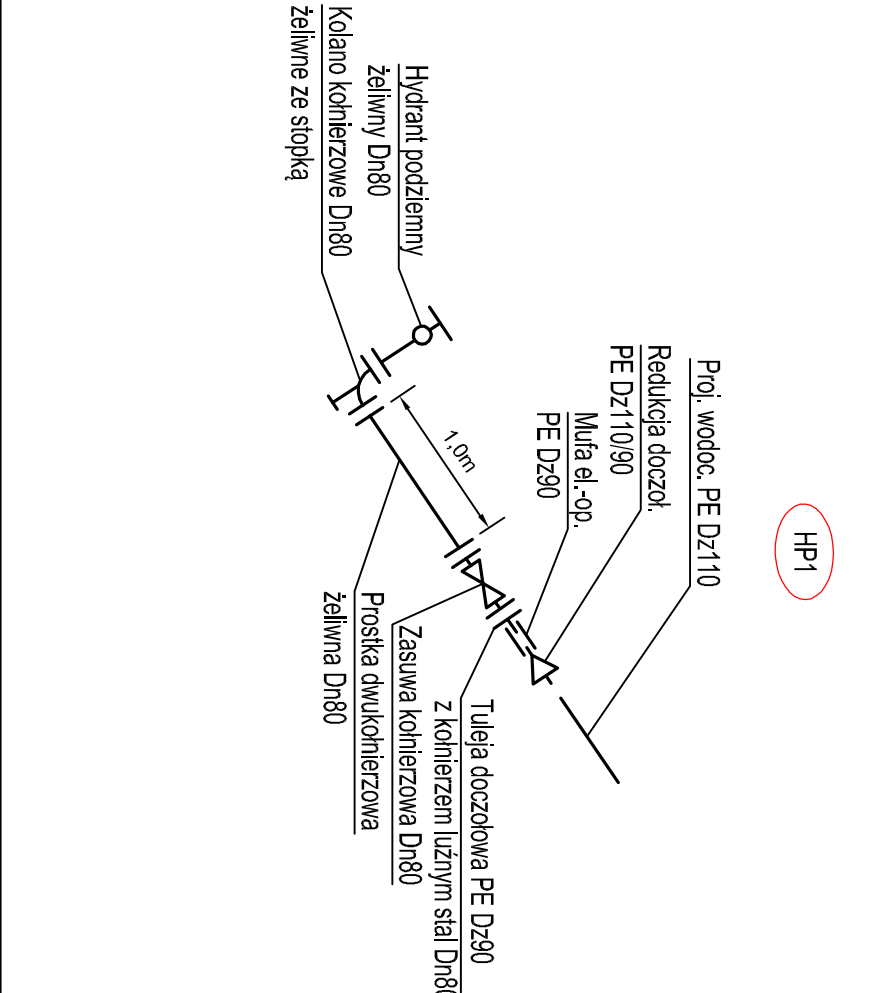 HP1
Proj. wodoc. PE Dz110
Redukcja doczoł.
PE Dz110/90
Mufa el.-op.
PE Dz90
Tuleja doczołowa PE Dz90
z kołnierzem luźnym stal Dn80
Zasuwa kołnierzowa Dn80
Prostka dwukołnierzowa
żeliwna Dn80
1,0m
Hydrant podziemny
żeliwny Dn80
Kolano kołnierzowe Dn80
żeliwne ze stopką